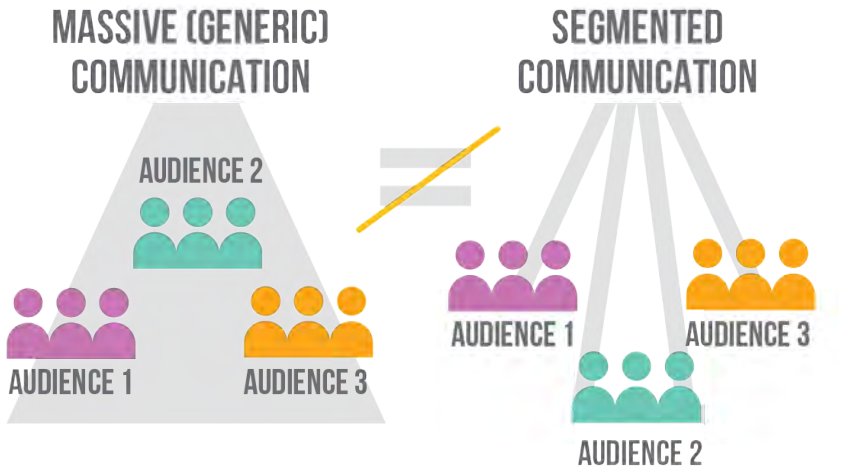 MASSIVE (GENERIC)
COMMUNICATION
AUDIENCE 2
AUDIENCE 1
AUDIENCE 3
SEGMENTED
COMMUNICATION
AUDIENCE 1
AUDIENCE 3
AUDIENCE 2